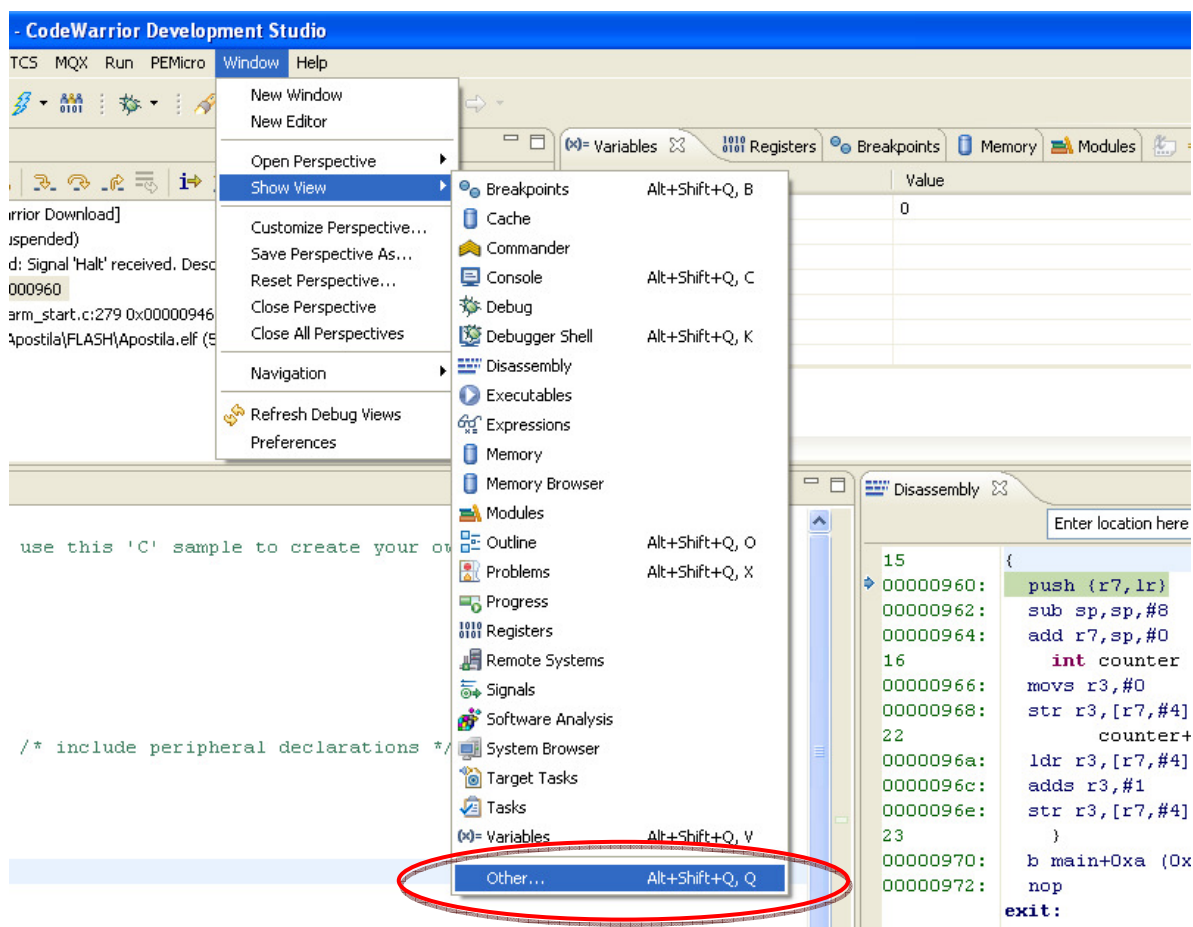 - CodeWarrior Development Studio
TCS MQX Run PEMicro Window Help
New Window
New Editor
Open Perspective
Show View
Customize Perspective...
Save Perspective As...
Reset Perspective...
Close Perspective
Close All Perspectives
Navigation
Refresh Debug Views
Preferences
Breakpoints Alt+Shift+Q, B
Cache
Commander
Console Alt+Shift+Q, C
Debug
Debugger Shell Alt+Shift+Q, K
Disassembly
Executables
Expressions
Memory
Memory Browser
Modules
Outline Alt+Shift+Q, O
Problems Alt+Shift+Q, X
Progress
Registers
Remote Systems
Signals
Software Analysis
System Browser
Target Tasks
Tasks
(x)= Variables Alt+Shift+Q, V
Other... Alt+Shift+Q, Q
Download]
d: Signal 'Halt' received.
000960
arm_start.c:279 0x00000946
Apostila\FLASH\Apostila.elf
use this 'C' sample to create your
/* include peripheral declarations */
(x)= Variables Registers Breakpoints Memory Modules
Value
0
Disassembly
Enter location here
15 {
00000960: push {r7,lr}
00000962: sub sp,sp,#8
00000964: add r7,sp,#0
16 int counter
00000966: movs r3,#0
00000968: str r3,[r7,#4]
22 counter+
0000096a: ldr r3,[r7,#4]
0000096c: adds r3,#1
0000096e: str r3,[r7,#4]
23 }
00000970: b main+0xa (0x
00000972: nop
exit: